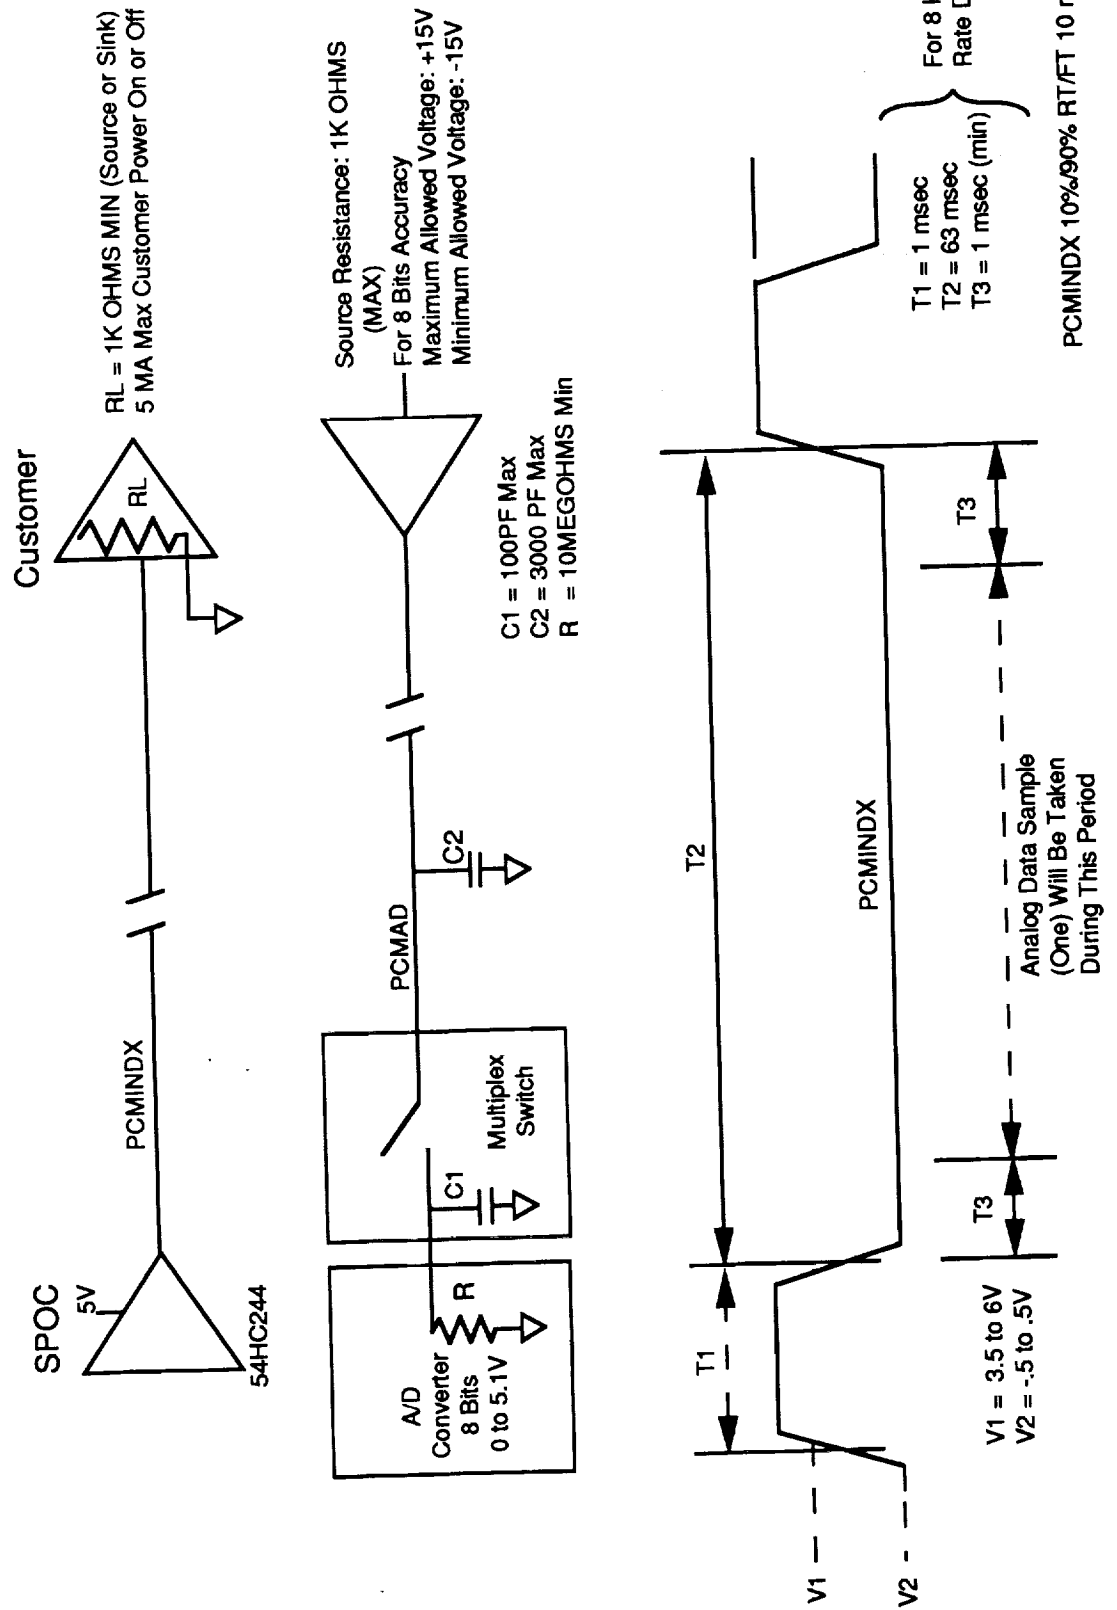 SPOC
Customer
5V
54HC244
PCMINDX
RL
RL = 1K OHMS MIN (Source or Sink)
5 MA Max Customer Power On or Off
A/D
Converter
8 Bits
0 to 5.1V
R
C1
Multiplex
Switch
PCMAD
C2
C1 = 100PF Max
C2 = 3000 PF Max
R = 10MEGOHMS Min
Source Resistance: 1K OHMS
(MAX)
For 8 Bits Accuracy
Maximum Allowed Voltage: +15V
Minimum Allowed Voltage: -15V
V1
V2
T1
T2
PCMINDX
T3
T3
V1 = 3.5 to 6V
V2 = -.5 to .5V
Analog Data Sample
(One) Will Be Taken
During This Period
T1 = 1 msec
T2 = 63 msec
T3 = 1 msec (min)
For 8
Rate
PCMINDX 10%/90% RT/FT 10